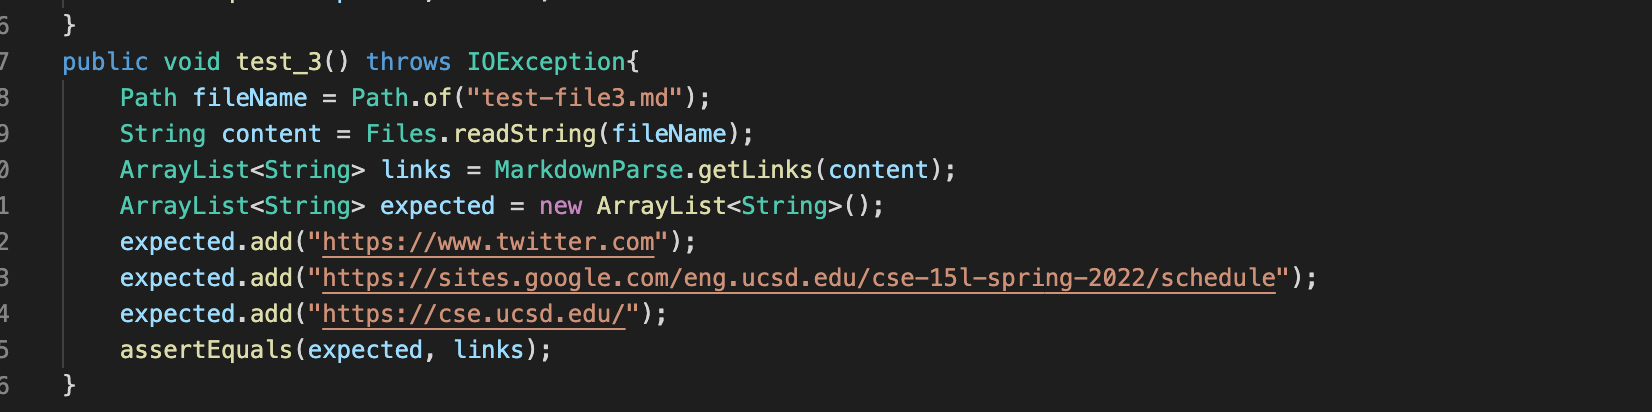 6 }
7 public void test_3() throws IOException{
8 Path fileName = Path.of("test-file3.md");
9 String content = Files.readString(fileName);
0 ArrayList<String> links = MarkdownParse.getLinks(content);
1 ArrayList<String> expected = new ArrayList<String>();
2 expected.add("https://www.twitter.com");
3 expected.add("https://sites.google.com/eng.ucsd.edu/cse-15l-spring-2022/schedule");
4 expected.add("https://cse.ucsd.edu/");
5 assertEquals(expected, links);
6 }